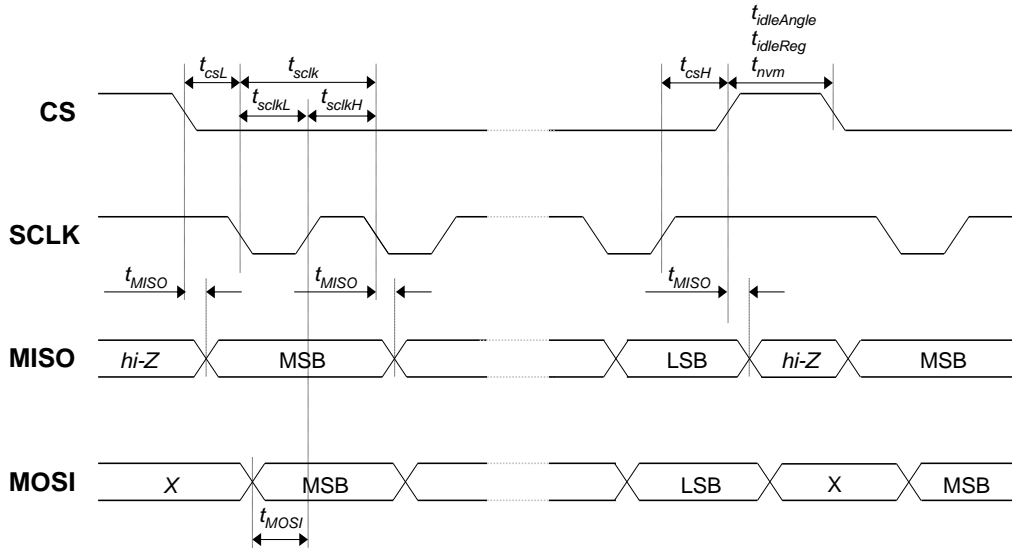 t_idleAngle
t_idleReg
t_csL t_sclk t_csH t_nvm
t_sclkL t_sclkH
CS
SCLK
t_MISO t_MISO t_MISO
MISO hi-Z MSB LSB hi-Z MSB
MOSI X MSB LSB X MSB
t_MOSI